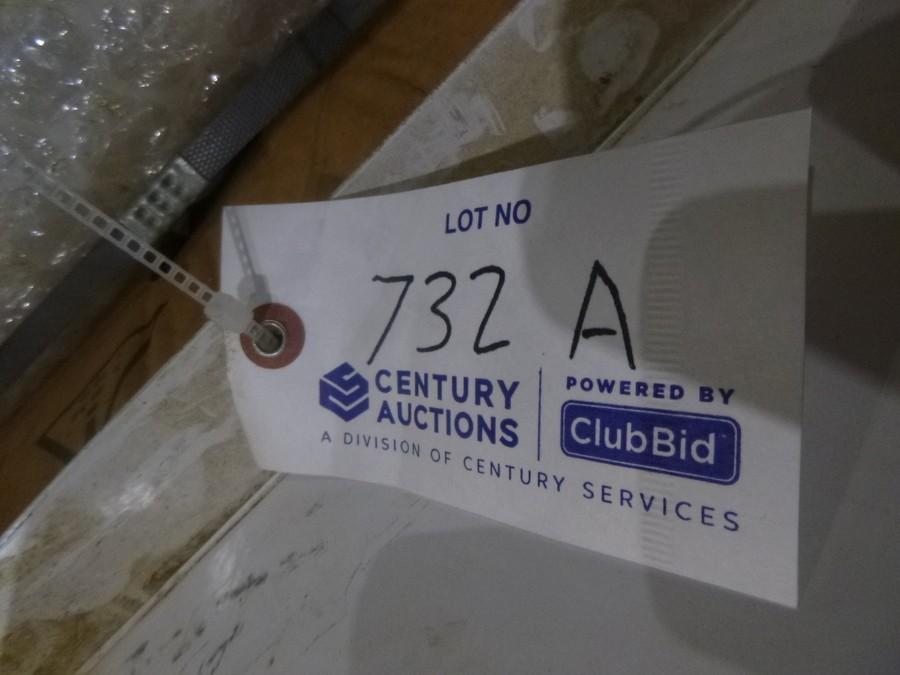 LOT NO
732 A
CENTURY
AUCTIONS
A DIVISION OF CENTURY SERVICES
POWERED BY
ClubBid